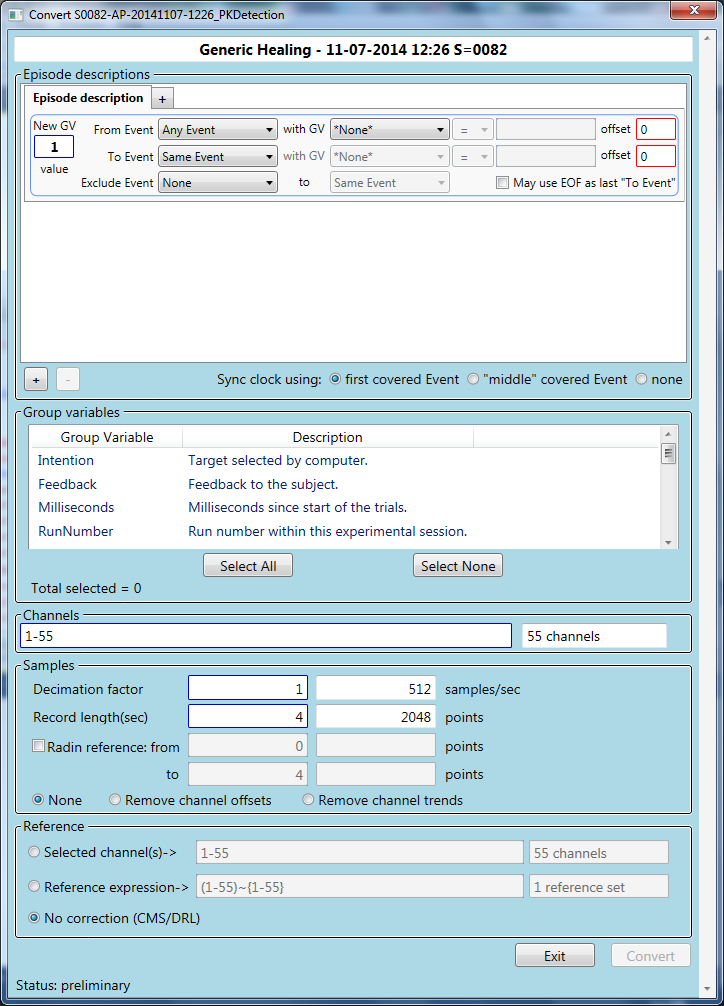 Convert S0082-AP-20141107-1226_PKDetection
Generic Healing - 11-07-2014 12:26 S=0082
Episode descriptions
Episode description +
New GV
1
value
From Event Any Event with GV *None* = offset 0
To Event Same Event with GV *None* = offset 0
Exclude Event None to Same Event May use EOF as last "To Event"
+ - Sync clock using: first covered Event "middle" covered Event none
Group variables
Group Variable Description
Intention Target selected by computer.
Feedback Feedback to the subject.
Milliseconds Milliseconds since start of the trials.
RunNumber Run number within this experimental session.
Select All Select None
Total selected = 0
Channels
1-55 55 channels
Samples
Decimation factor 1 512 samples/sec
Record length(sec) 4 2048 points
Radin reference: from 0 points
to 4 points
None Remove channel offsets Remove channel trends
Reference
Selected channel(s)-> 1-55 55 channels
Reference expression-> (1-55)~{1-55} 1 reference set
No correction (CMS/DRL)
Exit Convert
Status: preliminary